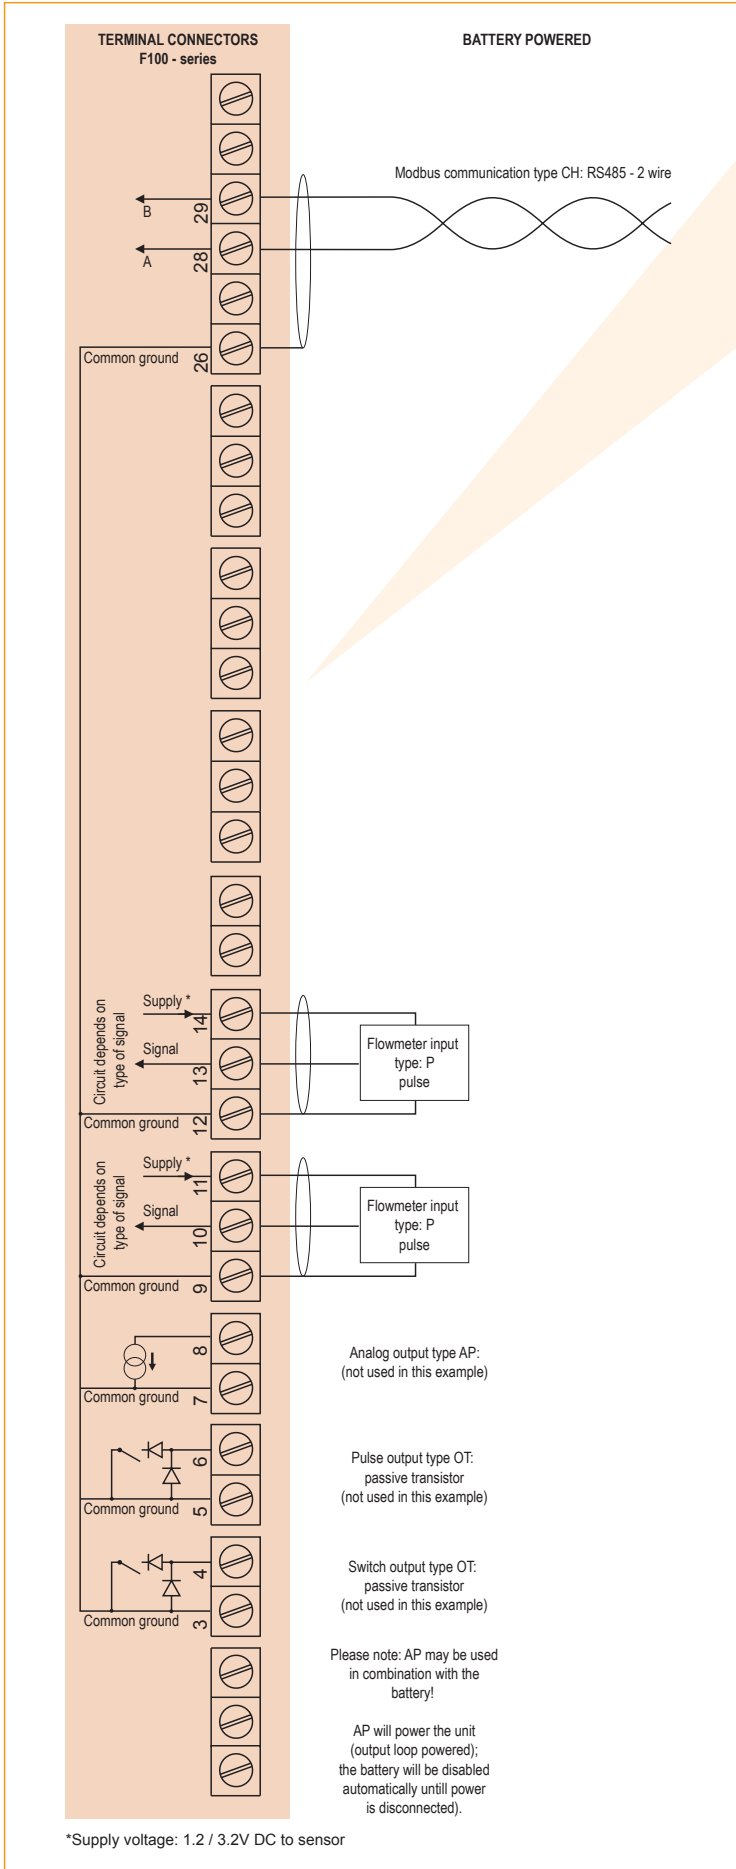 TERMINAL CONNECTORS
F100 - series
BATTERY POWERED
Modbus communication type CH: RS485 - 2 wire
B
29
A
28
Common ground
26
Circuit depends on
type of signal
Supply *
14
Signal
13
Common ground
12
Flowmeter input
type: P
pulse
Circuit depends on
type of signal
Supply *
11
Signal
10
Common ground
9
Flowmeter input
type: P
pulse
8
Common ground
7
Analog output type AP:
(not used in this example)
6
Common ground
5
Pulse output type OT:
passive transistor
(not used in this example)
4
Common ground
3
Switch output type OT:
passive transistor
(not used in this example)
Please note: AP may be used
in combination with the
battery!
AP will power the unit
(output loop powered);
the battery will be disabled
automatically untill power
is disconnected).
*Supply voltage: 1.2 / 3.2V DC to sensor